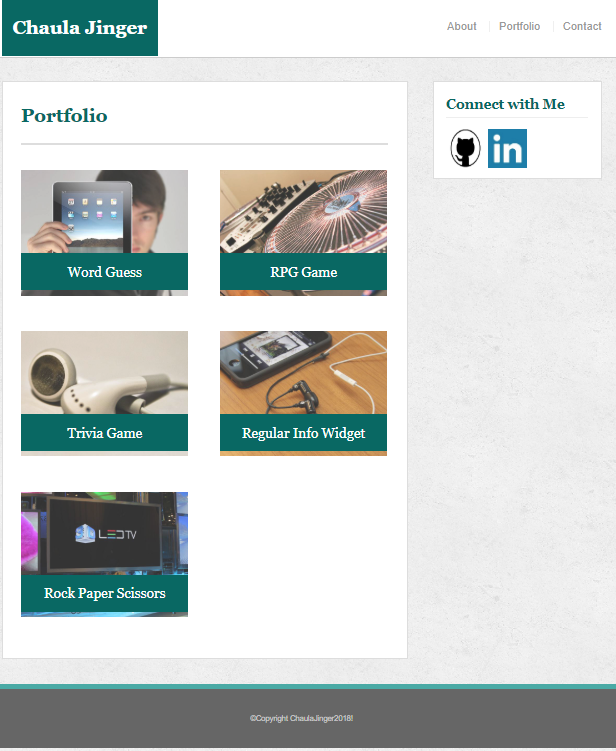 Chaula Jinger
About
Portfolio
Contact
Portfolio
Connect with Me
in
Word Guess
RPG Game
Trivia Game
Regular Info Widget
LEDTV
Rock Paper Scissors
©Copyright ChaulaJinger2018!